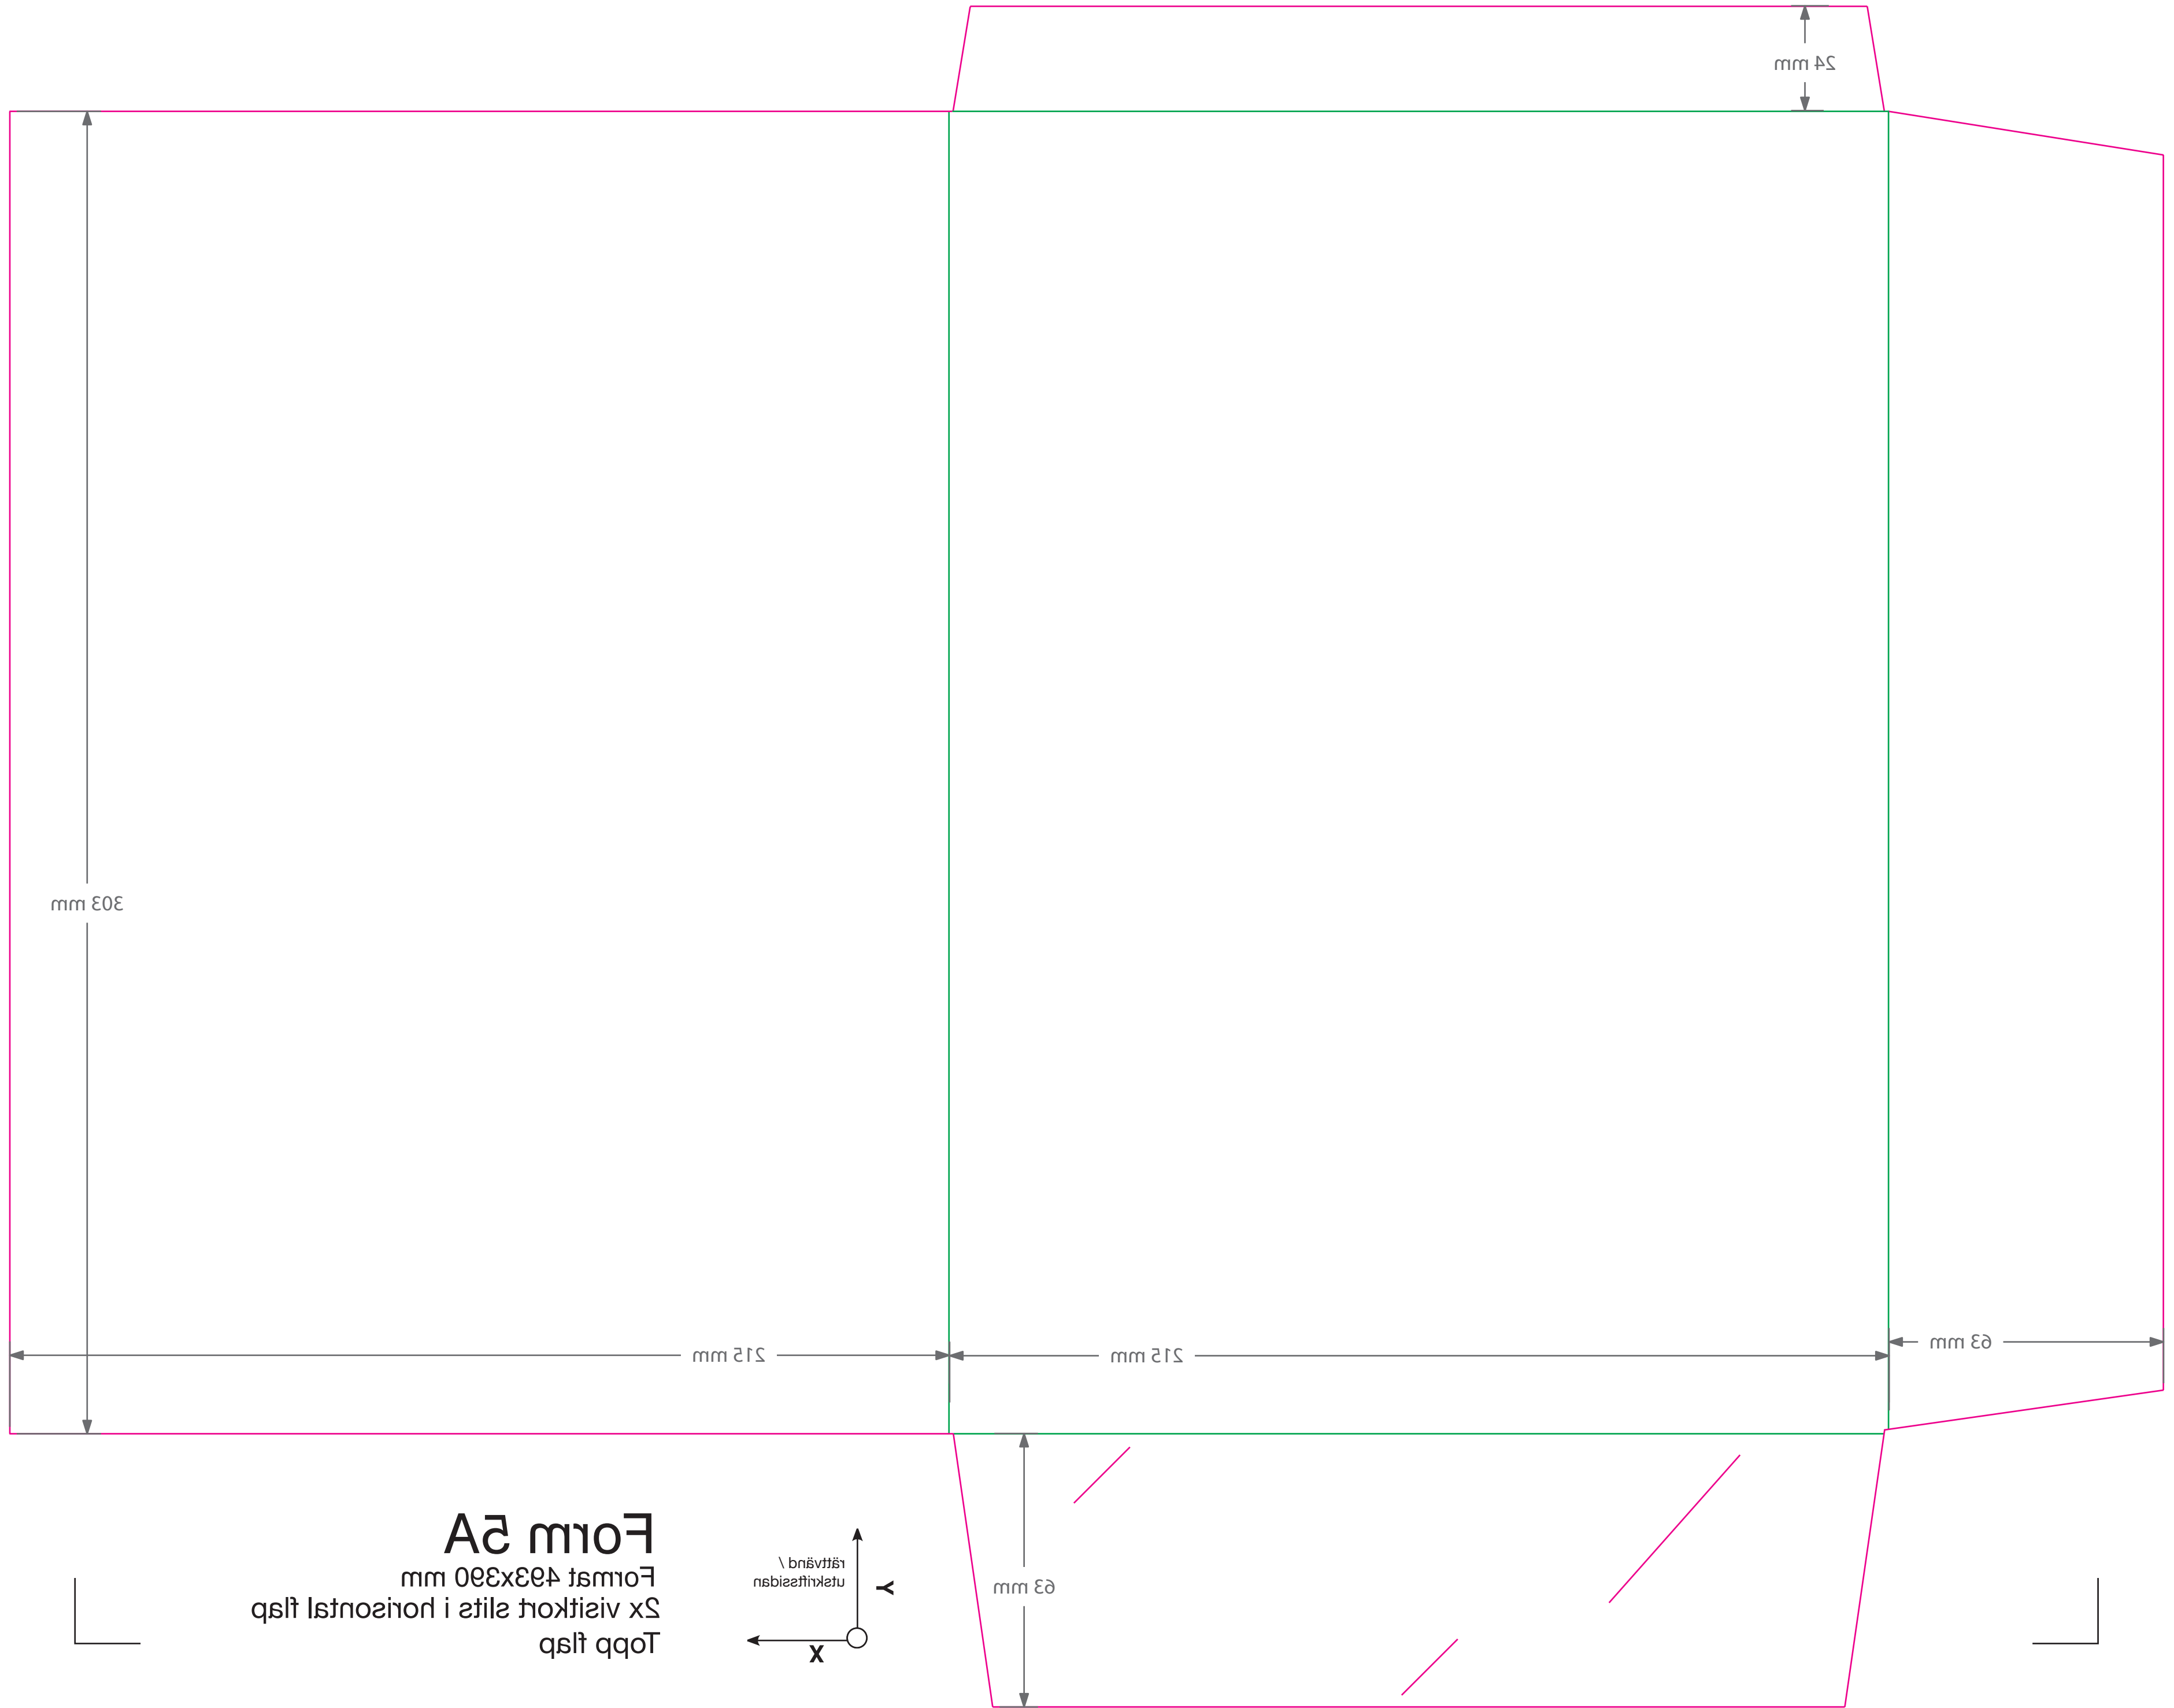 24 mm
303 mm
215 mm
215 mm
63 mm
63 mm
Form 5A
Format 493x390 mm
2x visitkort slits i horisontal flap
Topp flap
rättvänd /
utskriftssidan
Y
X